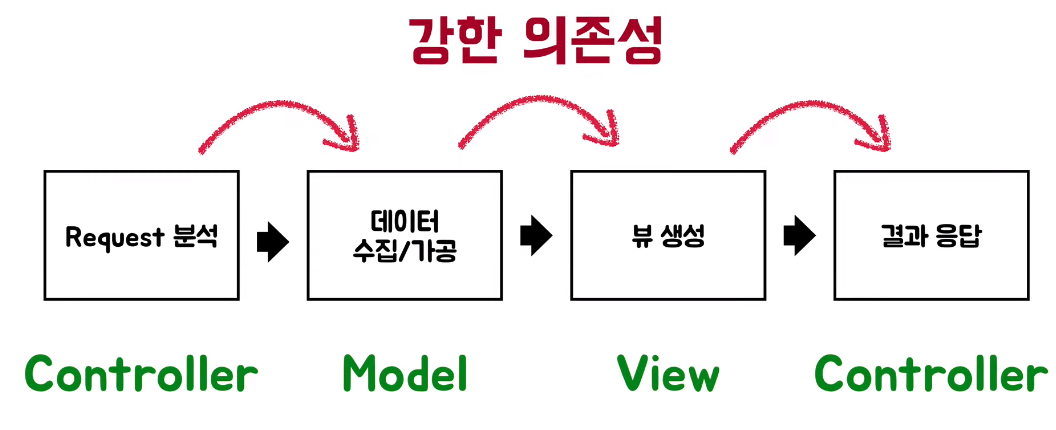 강한 의존성
Request 분석
데이터
수집/가공
뷰 생성
결과 응답
Controller
Model
View
Controller